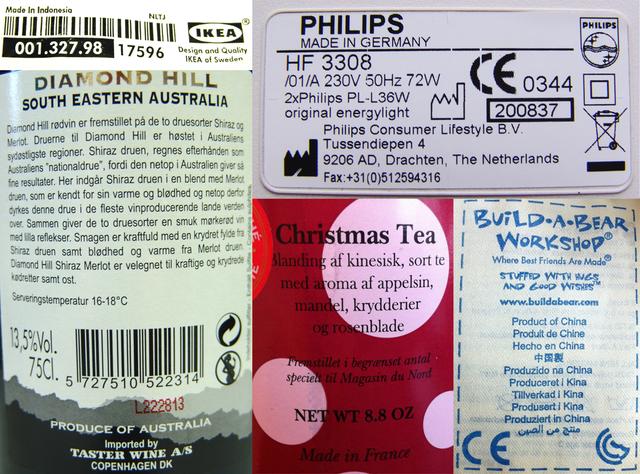 Made In Indonesia
NLTJ
001.327.98
17596
IKEA
Design and Quality
IKEA of Sweden
DIAMOND HILL
SOUTH EASTERN AUSTRALIA
Diamond Hill rødvin er fremstillet på de to druesorter Shiraz og
Merlot. Druerne til Diamond Hill er høstet i Australiens
sydøstligste regioner. Shiraz druen, regnes efterhånden som
Australiens "nationaldrue", fordi den netop i Australien giver så
fine resultater. Her indgår Shiraz druen i en blend med Merlot
druen, som er kendt for sin varme og blødhed og netop derfor
dyrkes denne drue i de fleste vinproducerende lande verden
over. Sammen giver de to druesorter en smuk mørkerød vin
med lilla reflekser. Smagen er kraftfuld med en krydret fylde fra
Shiraz druen samt blødhed og varme fra Merlot druen.
Diamond Hill Shiraz Merlot er velegnet til kraftige og krydrede
kødretter samt ost.
Serveringstemperatur 16-18°C
13,5%Vol.
75Cl.
5 727510 522314
L222813
PRODUCE OF AUSTRALIA
Imported by
TASTER WINE A/S
COPENHAGEN DK
PHILIPS
MADE IN GERMANY
HF 3308
/01/A 230V 50Hz 72W
2xPhilips PL-L36W
original energylight
CE 0344
200837
PHILIPS
Philips Consumer Lifestyle B.V.
Tussendiepen 4
9206 AD, Drachten, The Netherlands
Fax:+31(0)512594316
Christmas Tea
Blanding af kinesisk, sort te
med aroma af appelsin,
mandel, krydderier
og rosenblade
Fremstillet i begrænset antal
specielt til Magasin du Nord
NET WT 8.8 OZ
Made in France
BUiLD-A-BEAR
WORKSHOP®
Where Best Friends Are Made®
STUFFED WITH HUGS
AND GOOD WISHES™
www.buildabear.com
Product of China
Produit de Chine
Hecho en China
中国製
Produzido na China
Produceret i Kina
Tillverkad i Kina
Produsert i Kina
Produziert in China
منتج من الصين
CE